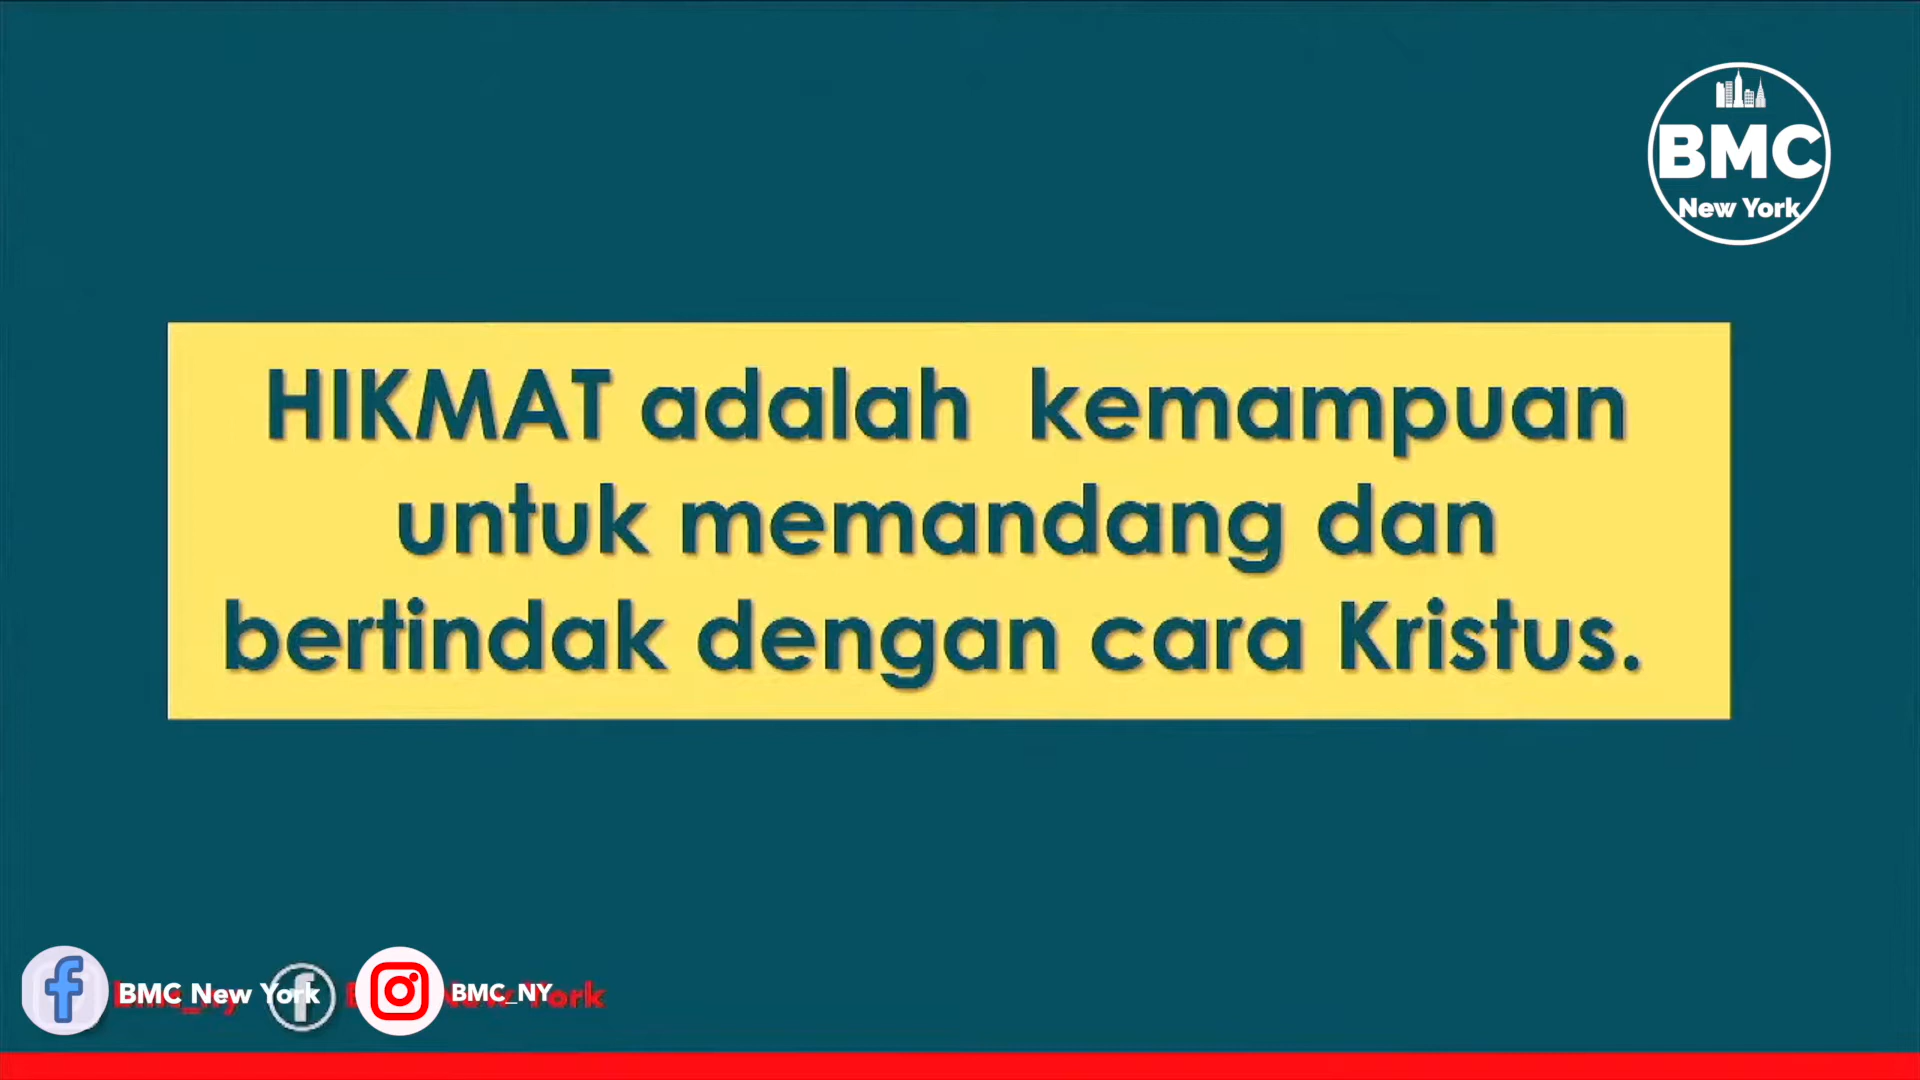 BMC
New York
HIKMAT adalah kemampuan
untuk memandang dan
bertindak dengan cara Kristus.
BMC New York
BMC_NY